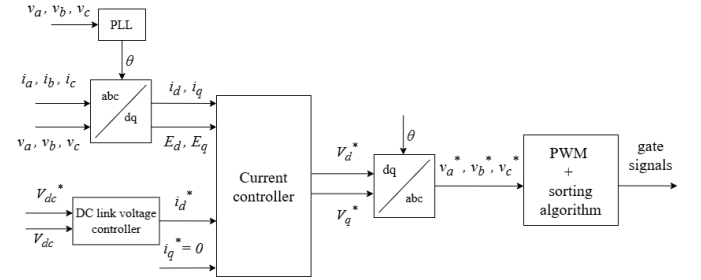 va, vb, vc
PLL
θ
ia, ib, ic
abc
dq
id, iq
va, vb, vc
Ed, Eq
Current
controller
Vdc*
Vdc
DC link voltage
controller
id*
iq* = 0
Vd*
Vq*
θ
dq
abc
va*, vb*, vc*
PWM
+
sorting
algorithm
gate
signals